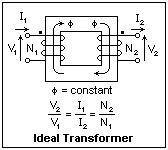 I₁ ϕ ϕ I₂
V₁ N₁ N₂ V₂
ϕ = constant
V₂/V₁ = I₁/I₂ = N₂/N₁
Ideal Transformer